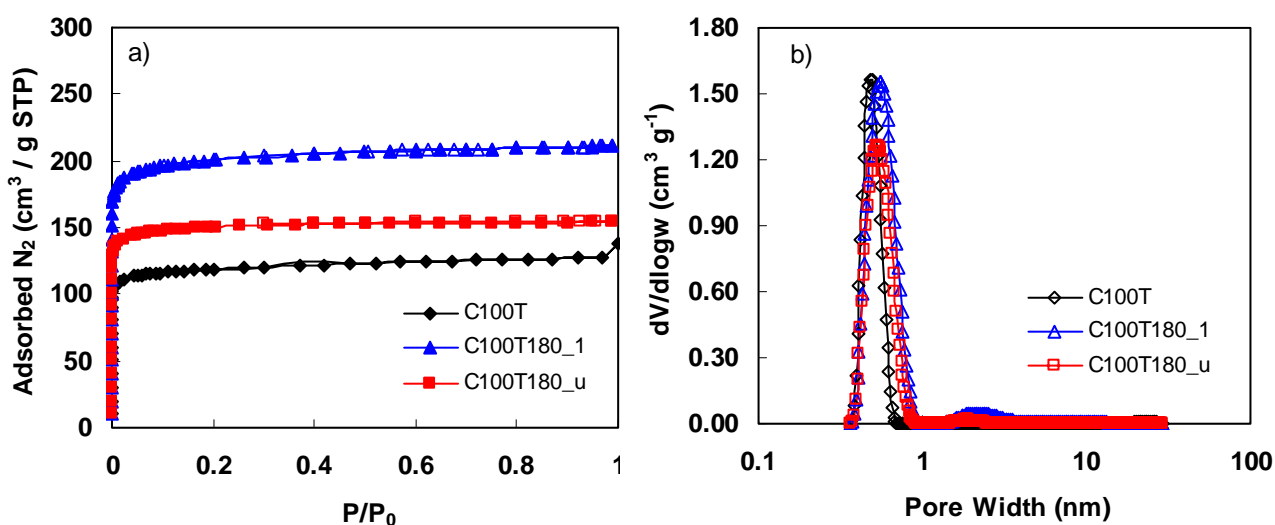 a)
Adsorbed N₂ (cm³ / g STP)
300
250
200
150
100
50
0
0
0.2
0.4
0.6
0.8
1
P/P₀
C100T
C100T180_1
C100T180_u
b)
dV/dlogw (cm³ g⁻¹)
1.80
1.50
1.20
0.90
0.60
0.30
0.00
0.1
1
10
100
Pore Width (nm)
C100T
C100T180_1
C100T180_u